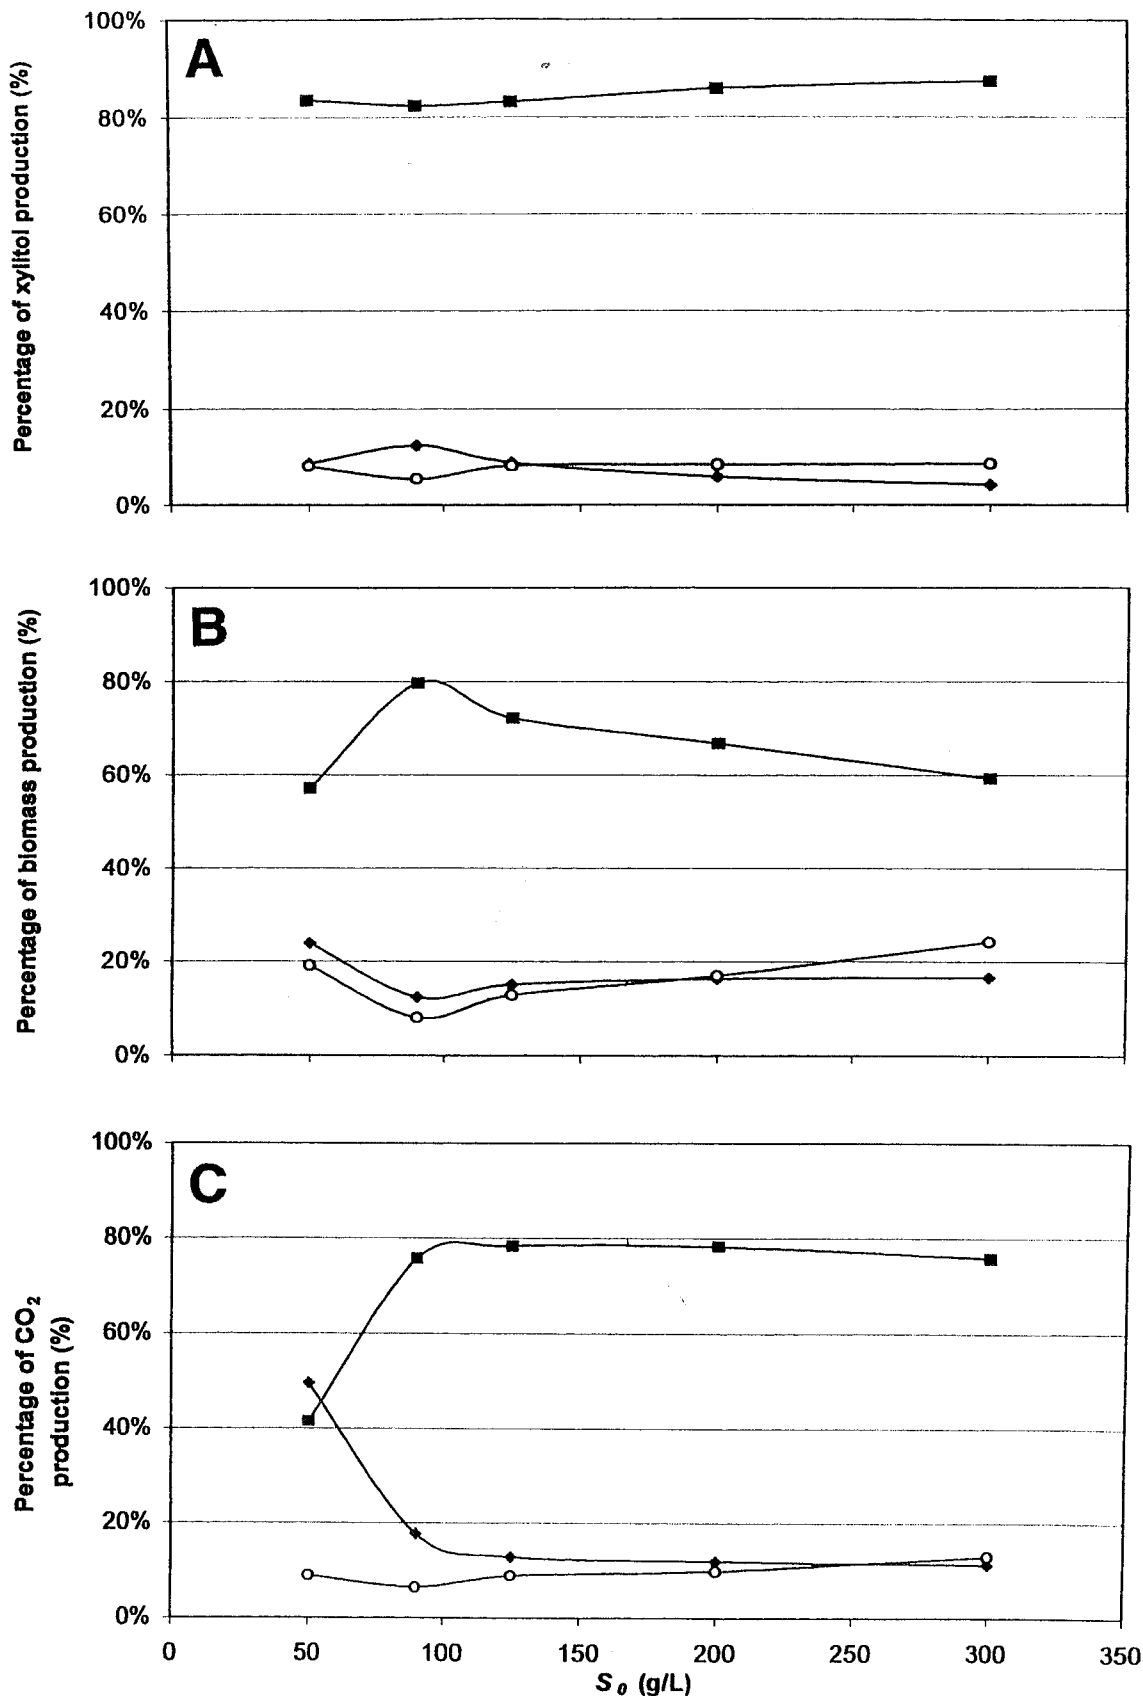 A
Percentage of xylitol production (%)
100%
80%
60%
40%
20%
0%
B
Percentage of biomass production (%)
100%
80%
60%
40%
20%
0%
C
Percentage of CO2
production (%)
100%
80%
60%
40%
20%
0%
0 50 100 150 200 250 300 350
S0 (g/L)